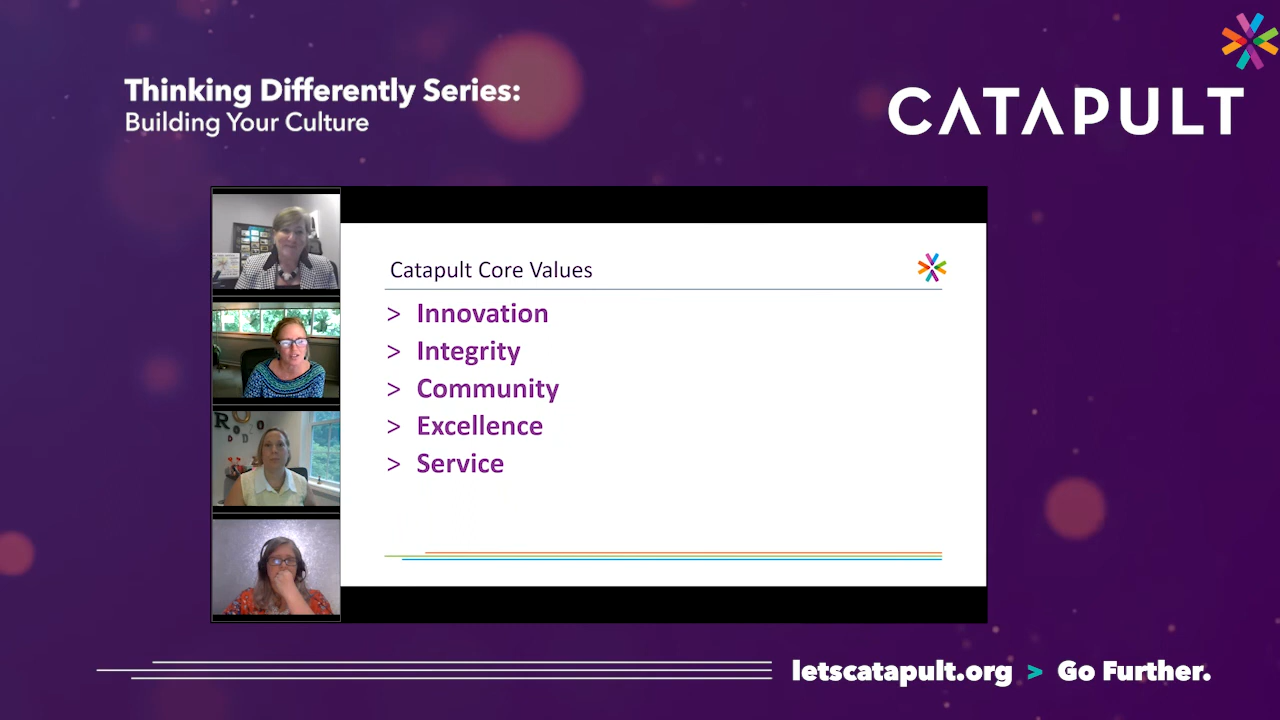 Thinking Differently Series:
Building Your Culture
CATAPULT
Catapult Core Values
> Innovation
> Integrity
> Community
> Excellence
> Service
letscatapult.org > Go Further.